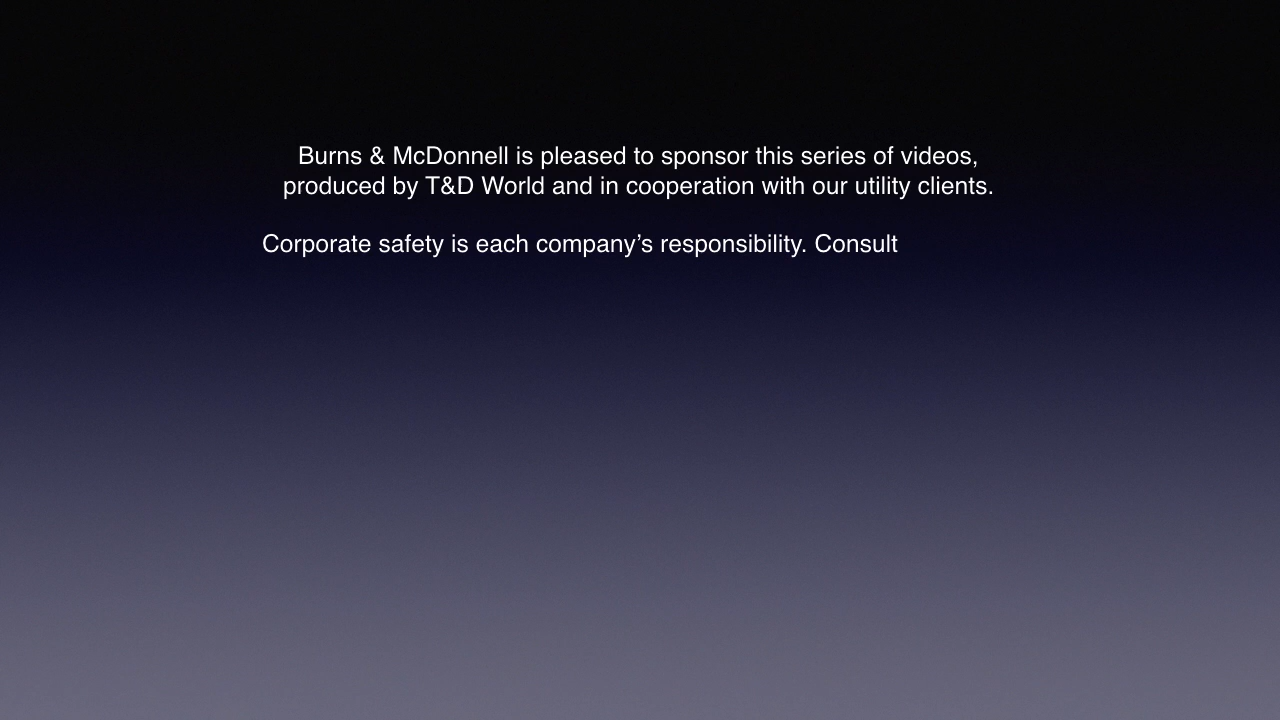 Burns & McDonnell is pleased to sponsor this series of videos,
produced by T&D World and in cooperation with our utility clients.
Corporate safety is each company’s responsibility. Consult